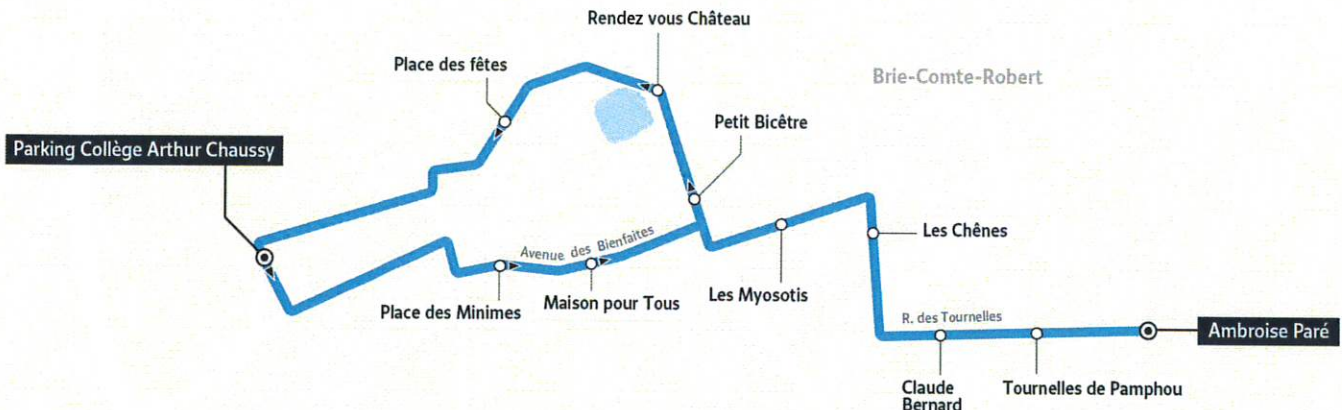 Rendez vous Château
Place des fêtes
Brie-Comte-Robert
Petit Bicêtre
Parking Collège Arthur Chaussy
Les Chênes
Avenue des Bienfaites
Place des Minimes
Maison pour Tous
Les Myosotis
R. des Tournelles
Ambroise Paré
Claude
Bernard
Tournelles de Pamphou